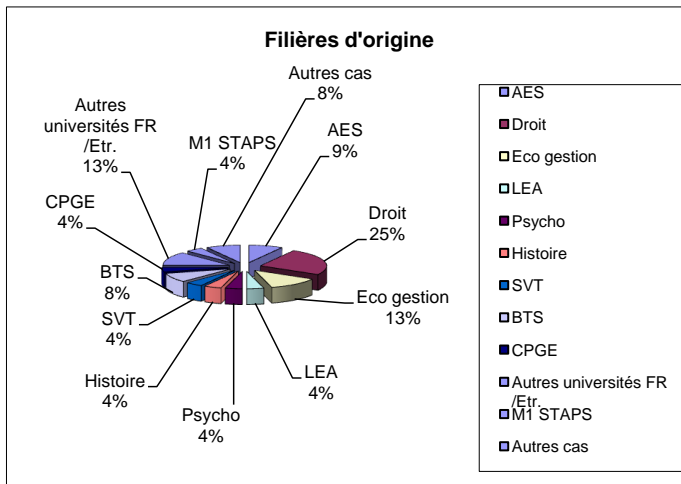 Filières d'origine
Autres cas
8%
AES
9%
Droit
25%
Eco gestion
13%
LEA
4%
Psycho
4%
Histoire
4%
SVT
4%
BTS
8%
CPGE
4%
Autres
universités FR
/Etr.
13%
M1 STAPS
4%
AES
Droit
Eco gestion
LEA
Psycho
Histoire
SVT
BTS
CPGE
Autres universités FR
/Etr.
M1 STAPS
Autres cas